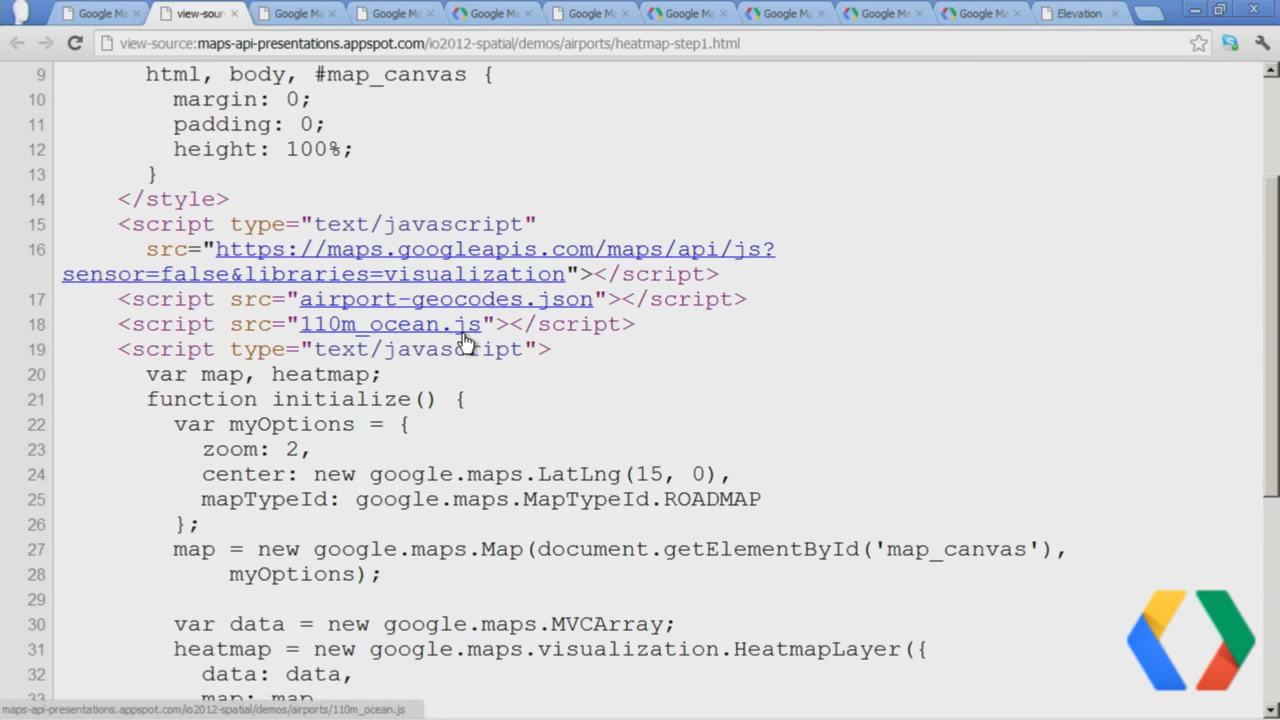 Google Ma
view-sour
Google Ma
Google Ma
Google Ma
Google Ma
Google Ma
Google Ma
Google Ma
Google Ma
Elevation
view-source:maps-api-presentations.appspot.com/io2012-spatial/demos/airports/heatmap-step1.html
9 html, body, #map_canvas {
10 margin: 0;
11 padding: 0;
12 height: 100%;
13 }
14 </style>
15 <script type="text/javascript"
16 src="https://maps.googleapis.com/maps/api/js?
sensor=false&libraries=visualization"></script>
17 <script src="airport-geocodes.json"></script>
18 <script src="110m_ocean.js"></script>
19 <script type="text/javascript">
20 var map, heatmap;
21 function initialize() {
22 var myOptions = {
23 zoom: 2,
24 center: new google.maps.LatLng(15, 0),
25 mapTypeId: google.maps.MapTypeId.ROADMAP
26 };
27 map = new google.maps.Map(document.getElementById('map_canvas'),
28 myOptions);
29
30 var data = new google.maps.MVCArray;
31 heatmap = new google.maps.visualization.HeatmapLayer({
32 data: data,
33 map: map
maps-api-presentations.appspot.com/io2012-spatial/demos/airports/110m_ocean.js